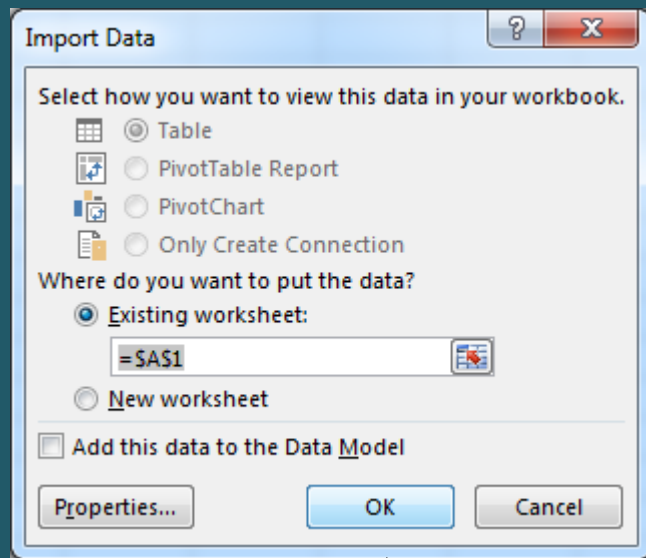 Import Data
Select how you want to view this data in your workbook.
Table
PivotTable Report
PivotChart
Only Create Connection
Where do you want to put the data?
Existing worksheet:
=$A$1
New worksheet
Add this data to the Data Model
Properties... OK Cancel